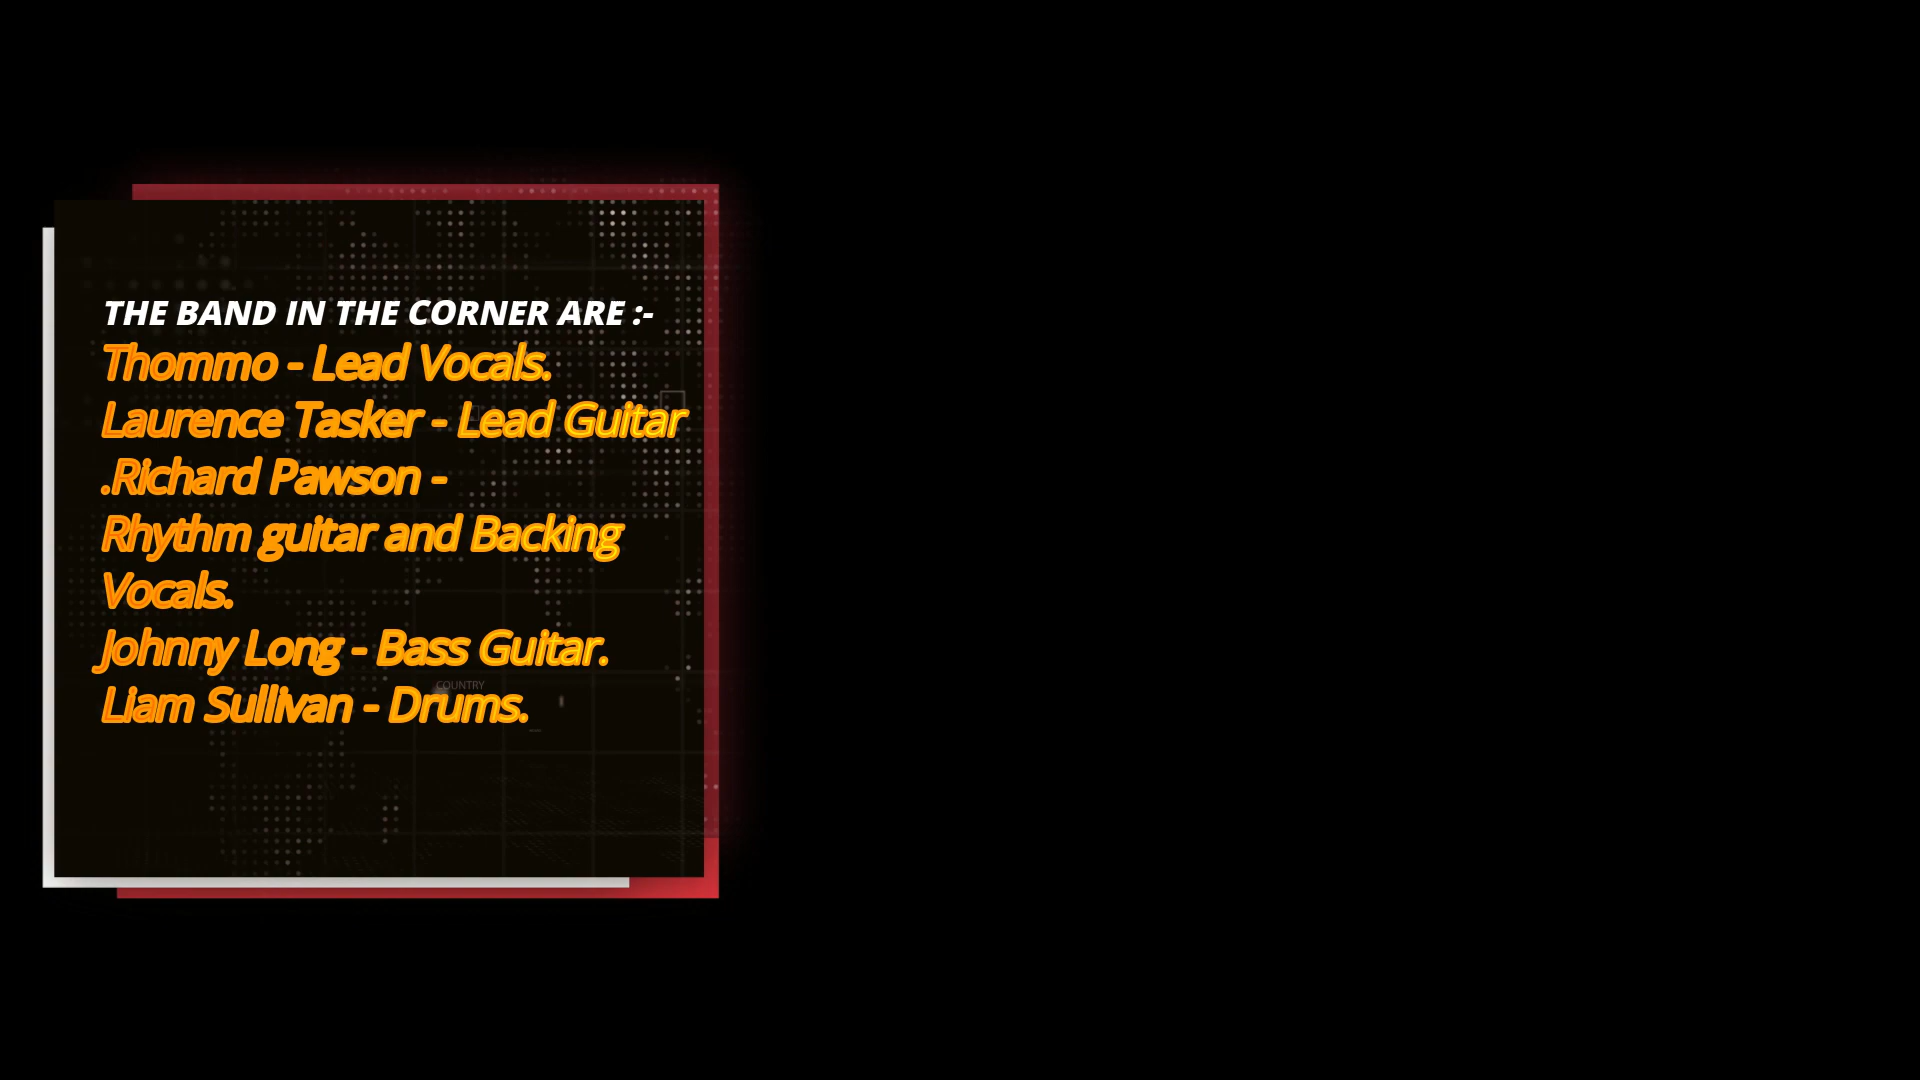 THE BAND IN THE CORNER ARE :-
Thommo - Lead Vocals.
Laurence Tasker - Lead Guitar
.Richard Pawson -
Rhythm guitar and Backing
Vocals.
Johnny Long - Bass Guitar.
Liam Sullivan - Drums.
COUNTRY